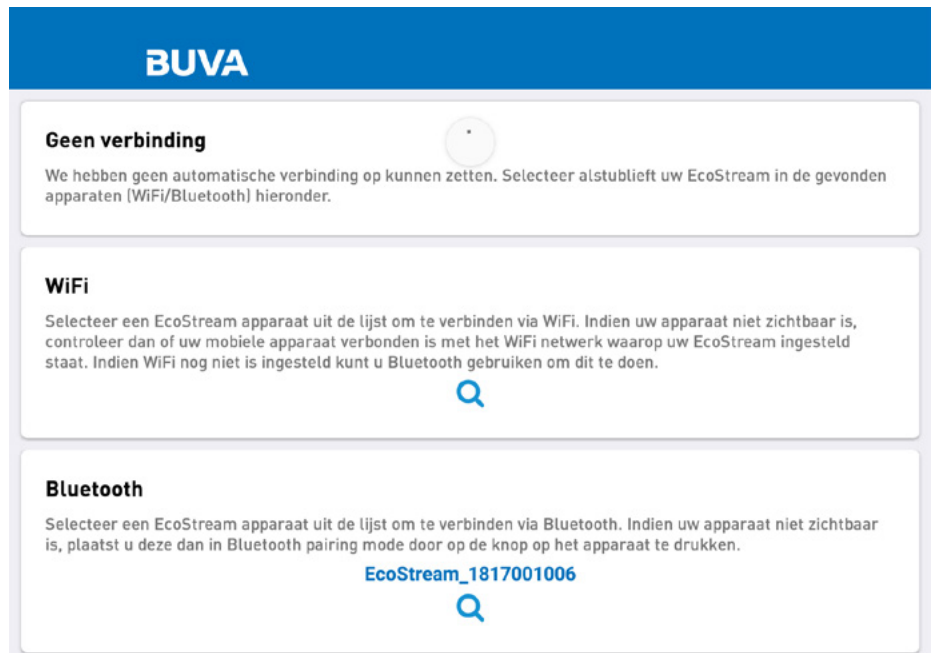 BUVA
Geen verbinding
We hebben geen automatische verbinding op kunnen zetten. Selecteer alstublieft uw EcoStream in de gevonden
apparaten (WiFi/Bluetooth) hieronder.
WiFi
Selecteer een EcoStream apparaat uit de lijst om te verbinden via WiFi. Indien uw apparaat niet zichtbaar is,
controleer dan of uw mobiele apparaat verbonden is met het WiFi netwerk waarop uw EcoStream ingesteld
staat. Indien WiFi nog niet is ingesteld kunt u Bluetooth gebruiken om dit te doen.
Bluetooth
Selecteer een EcoStream apparaat uit de lijst om te verbinden via Bluetooth. Indien uw apparaat niet zichtbaar
is, plaatst u deze dan in Bluetooth pairing mode door op de knop op het apparaat te drukken.
EcoStream_1817001006